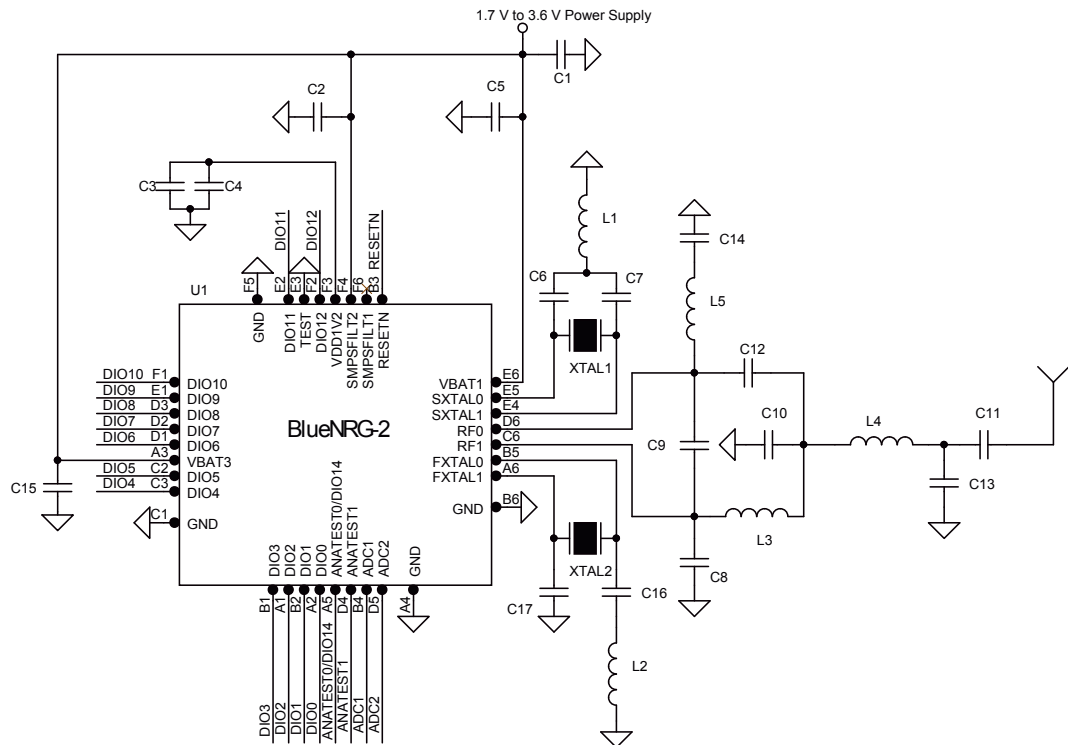 1.7 V to 3.6 V Power Supply
C1
C2
C5
C3
C4
L1
C14
DIO11
DIO12
RESETN
C6
C7
L5
F5
E2
E3
F2
F3
F4
F6
B3
U1
GND
DIO11
TEST
DIO12
VDD1V2
SMPSFILT2
SMPSFILT1
RESETN
XTAL1
C12
DIO10 F1 DIO10
DIO9 E1 DIO9
DIO8 D3 DIO8
DIO7 D2 DIO7
DIO6 D1 DIO6
A3 VBAT3
DIO5 C2 DIO5
DIO4 C3 DIO4
C1 GND
C15
BlueNRG-2
VBAT1 E6
SXTAL0 E5
SXTAL1 E4
RF0 D6
RF1 C6
FXTAL0 B5
FXTAL1 A6
GND B6
C9
C10
L4
C11
C13
L3
XTAL2
C8
C17
C16
L2
DIO3
DIO2
DIO1
DIO0
ANATEST0/DIO14
ANATEST1
ADC1
ADC2
GND
B1
A1
B2
A2
A5
D4
B4
D5
A4
DIO3
DIO2
DIO1
DIO0
ANATEST0/DIO14
ANATEST1
ADC1
ADC2